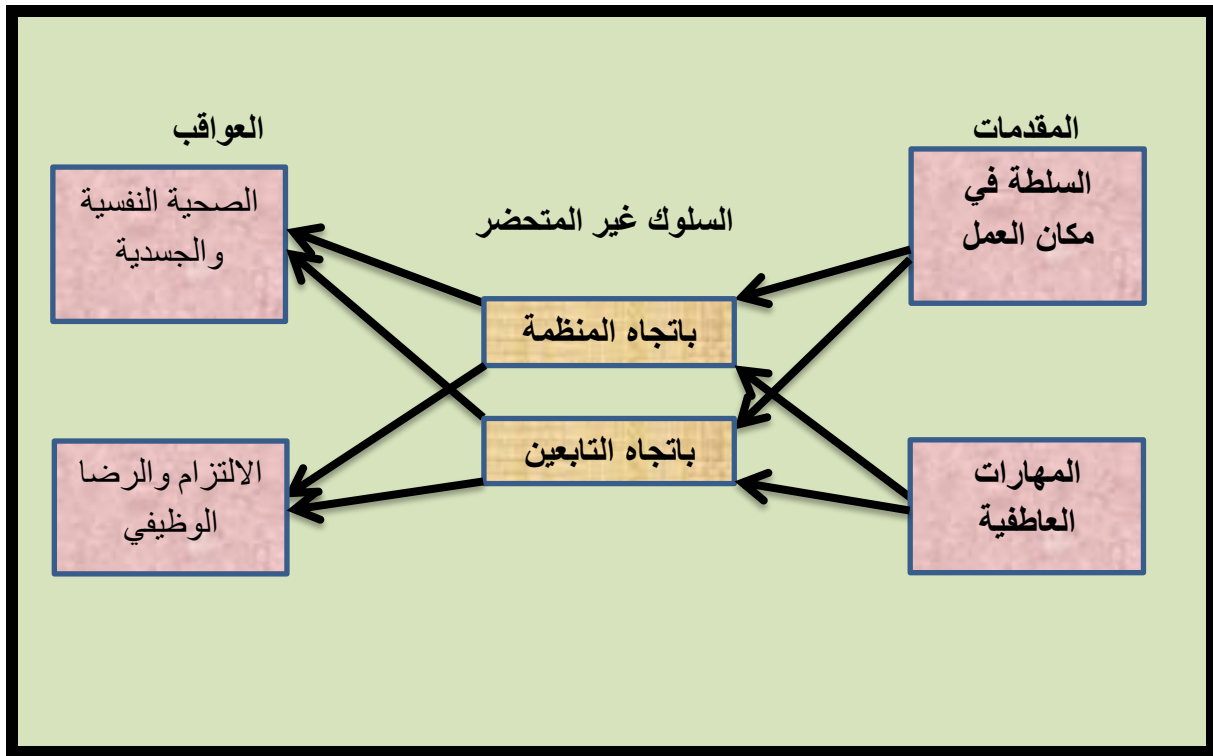 المقدمات
السلطة في
مكان العمل
المهارات
العاطفية
السلوك غير المتحضر
باتجاه المنظمة
باتجاه التابعين
العواقب
الصحية النفسية
والجسدية
الالتزام والرضا
الوظيفي